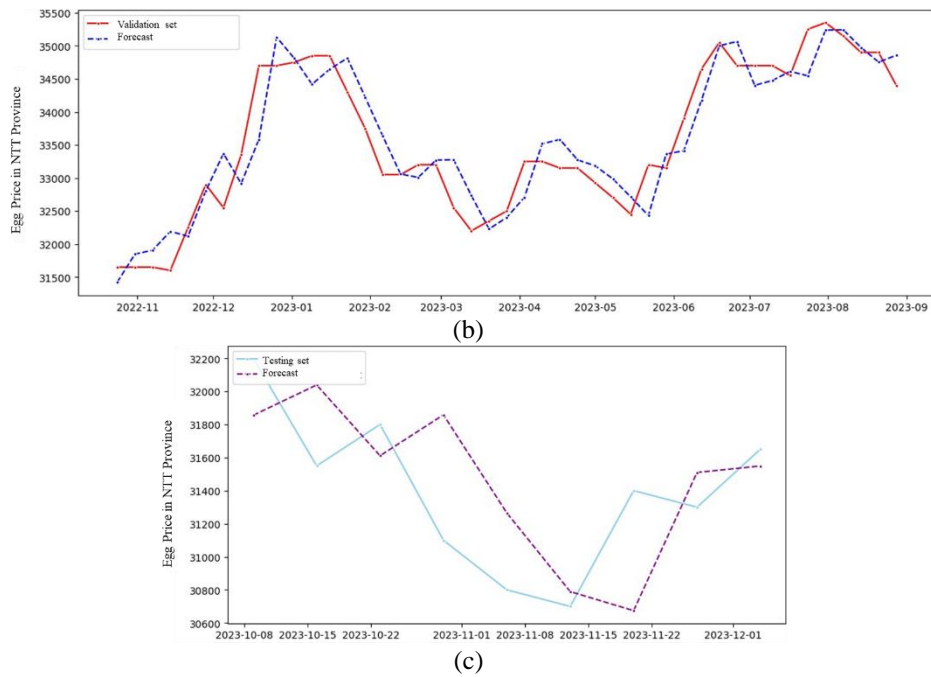 35500
35000
34500
34000
33500
33000
32500
32000
31500
Egg Price in NTT Province
Validation set
Forecast
2022-11 2022-12 2023-01 2023-02 2023-03 2023-04 2023-05 2023-06 2023-07 2023-08 2023-09
(b)
32200
32000
31800
31600
31400
31200
31000
30800
30600
Egg Price in NTT Province
Testing set
Forecast :
2023-10-08 2023-10-15 2023-10-22 2023-11-01 2023-11-08 2023-11-15 2023-11-22 2023-12-01
(c)